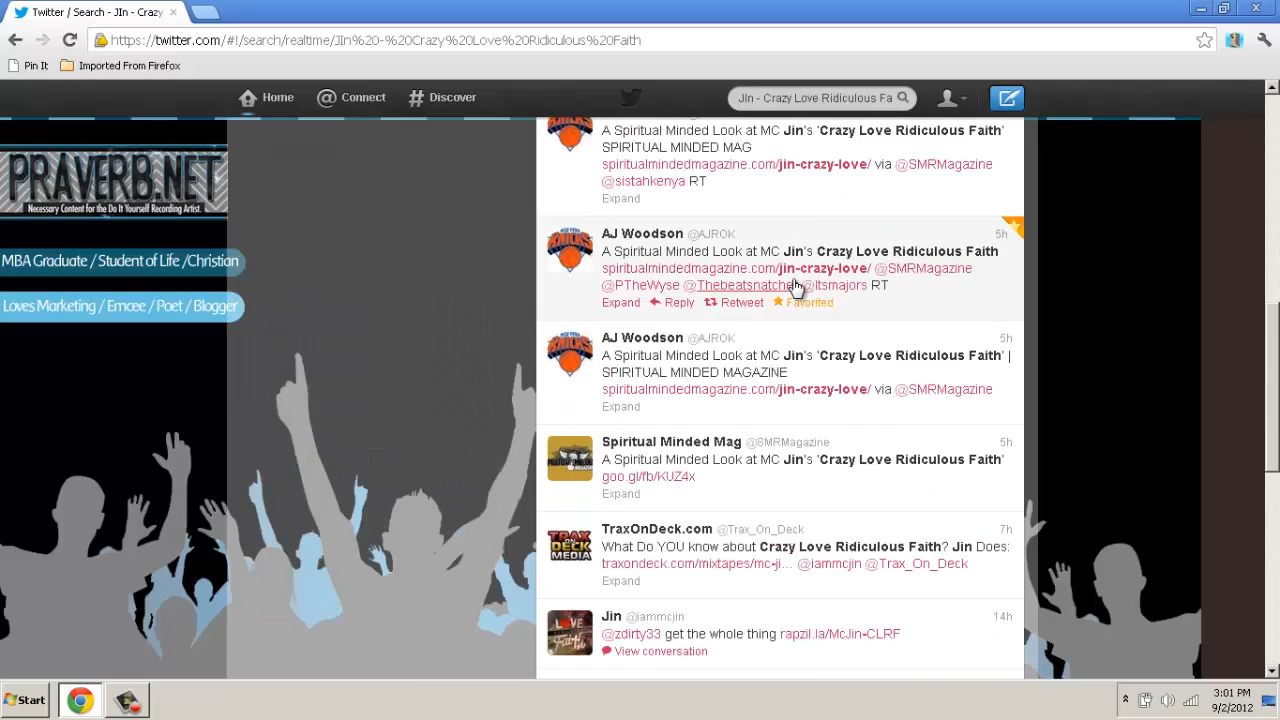 Twitter / Search - JIn - Crazy
https://twitter.com/#!/search/realtime/JIn%20-%20Crazy%20Love%20Ridiculous%20Faith
Pin It
Imported From Firefox
Home
@ Connect
# Discover
JIn - Crazy Love Ridiculous Fa
PRAVERB.NET
Necessary Content for the Do It Yourself Recording Artist.
MBA Graduate / Student of Life /Christian
Loves Marketing / Emcee / Poet / Blogger
NEW YORK
KNICKS
A Spiritual Minded Look at MC Jin's 'Crazy Love Ridiculous Faith'
SPIRITUAL MINDED MAG
spiritualmindedmagazine.com/jin-crazy-love/ via @SMRMagazine
@sistahkenya RT
Expand
AJ Woodson @AJROK 5h
A Spiritual Minded Look at MC Jin's Crazy Love Ridiculous Faith
spiritualmindedmagazine.com/jin-crazy-love/ @SMRMagazine
@PTheWyse @Thebeatsnatche @Itsmajors RT
Expand Reply Retweet Favorited
AJ Woodson @AJROK 5h
A Spiritual Minded Look at MC Jin's 'Crazy Love Ridiculous Faith' |
SPIRITUAL MINDED MAGAZINE
spiritualmindedmagazine.com/jin-crazy-love/ via @SMRMagazine
Expand
Spiritual Minded Mag @SMRMagazine 5h
A Spiritual Minded Look at MC Jin's 'Crazy Love Ridiculous Faith'
goo.gl/fb/KUZ4x
Expand
TRAX
ON
DECK
MEDIA
TraxOnDeck.com @Trax_On_Deck 7h
What Do YOU know about Crazy Love Ridiculous Faith? Jin Does:
traxondeck.com/mixtapes/mc-ji... @iammcjin @Trax_On_Deck
Expand
Jin @iammcjin 14h
@zdirty33 get the whole thing rapzil.la/McJin-CLRF
View conversation
Start
3:01 PM
9/2/2012